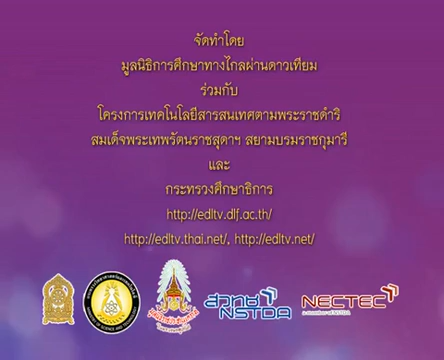 จัดทำโดย
มูลนิธิการศึกษาทางไกลผ่านดาวเทียม
ร่วมกับ
โครงการเทคโนโลยีสารสนเทศตามพระราชดำริ
สมเด็จพระเทพรัตนราชสุดาฯ สยามบรมราชกุมารี
และ
กระทรวงศึกษาธิการ
http://edltv.dlf.ac.th/
http://edltv.thai.net/, http://edltv.net/
สวทช
NSTDA
NECTEC
a member of NSTDA